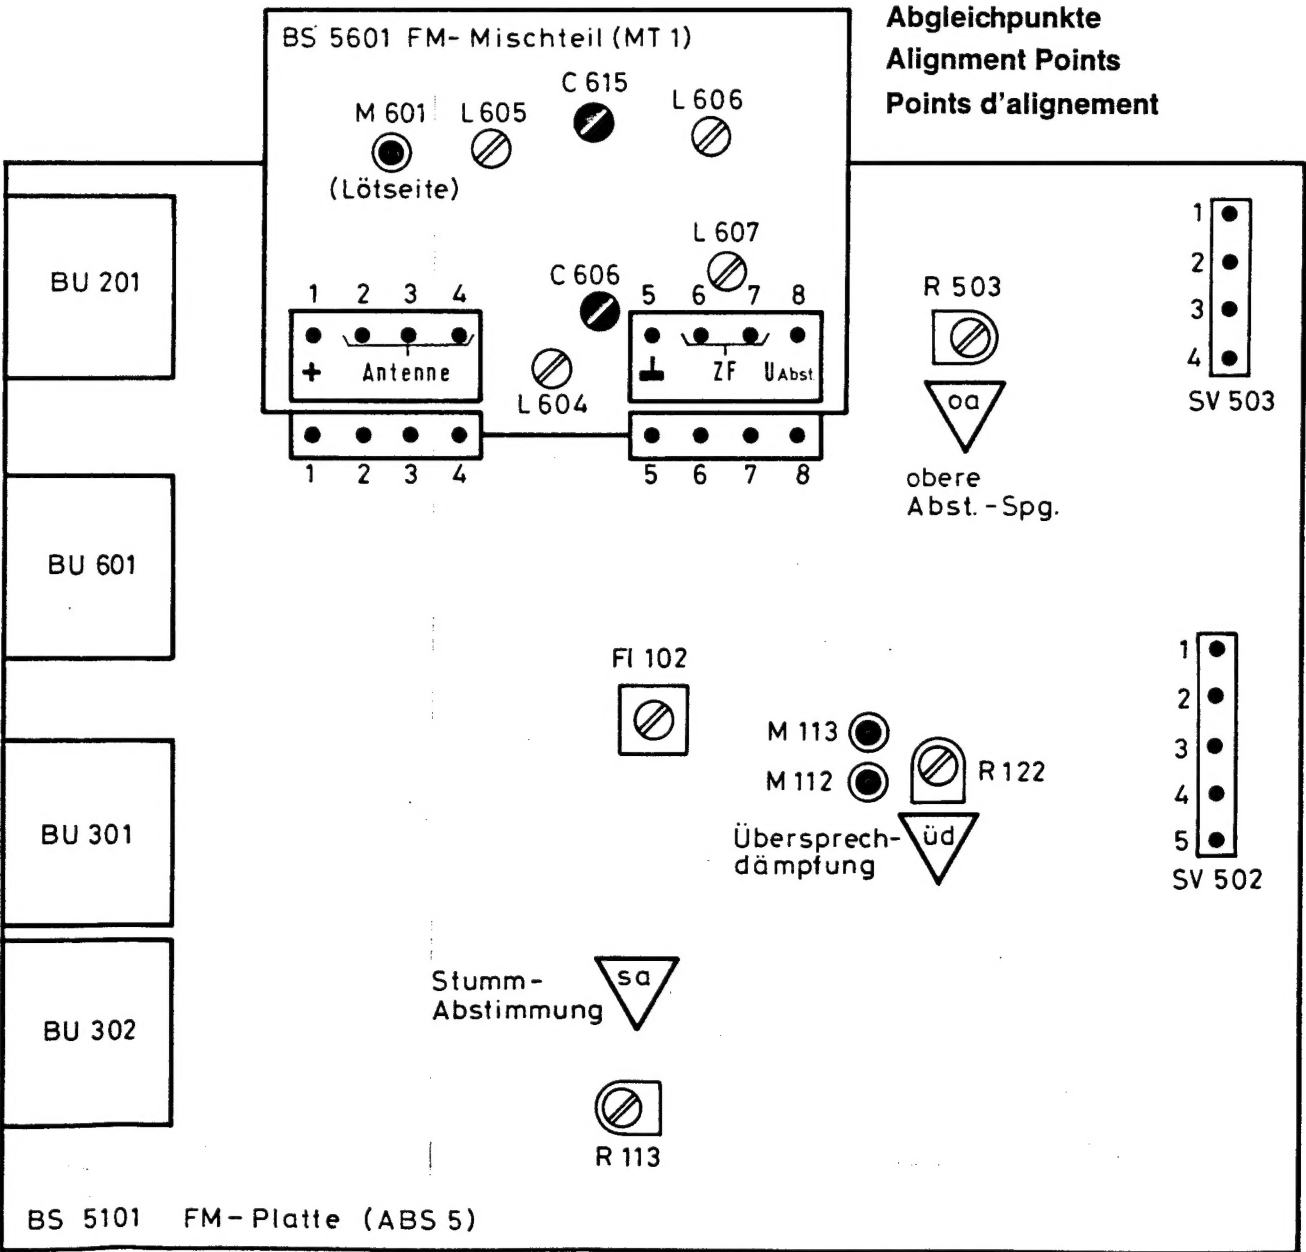 Abgleichpunkte
Alignment Points
Points d'alignement
BS 5601 FM-Mischteil (MT 1)
C 615
M 601 L 605 L 606
(Lötseite)
L 607
C 606
1 2 3 4
5 6 7 8
+ Antenne
ZF UAbst.
L 604
1 2 3 4
5 6 7 8
BU 201
R 503
oa
obere
Abst.-Spg.
1
2
3
4
SV 503
BU 601
FI 102
M 113
M 112
R 122
Übersprech-
dämpfung
üd
1
2
3
4
5
SV 502
BU 301
Stumm-
Abstimmung
sa
BU 302
R 113
BS 5101 FM-Platte (ABS 5)